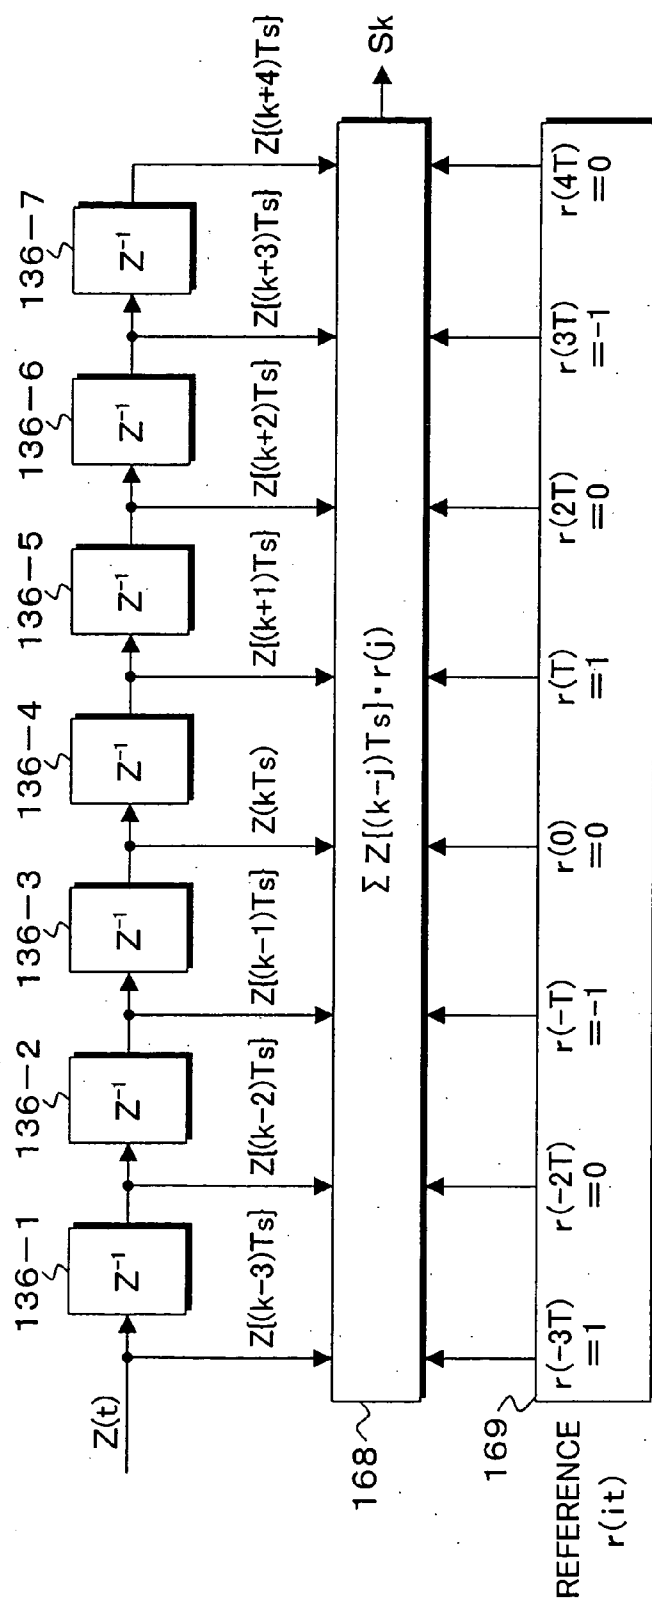 136-1
136-2
136-3
136-4
136-5
136-6
136-7
Z(t)
Z⁻¹
Z⁻¹
Z⁻¹
Z⁻¹
Z⁻¹
Z⁻¹
Z⁻¹
Z{(k-3)Ts}
Z{(k-2)Ts}
Z{(k-1)Ts}
Z(kTs)
Z{(k+1)Ts}
Z{(k+2)Ts}
Z{(k+3)Ts}
Z{(k+4)Ts}
168
Σ Z{(k-j)Ts}・r(j)
Sk
169
REFERENCE
r(it)
r(-3T)
=1
r(-2T)
=0
r(-T)
=-1
r(0)
=0
r(T)
=1
r(2T)
=0
r(3T)
=-1
r(4T)
=0